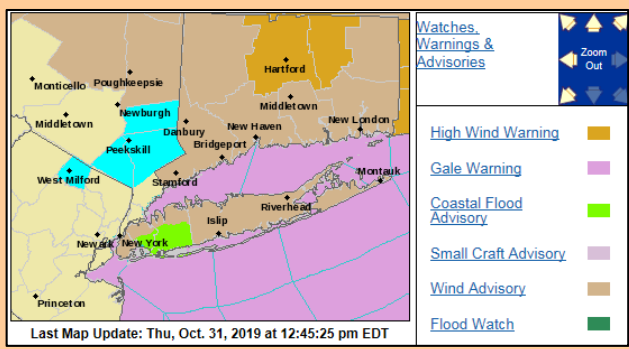 Watches,
Warnings &
Advisories
Zoom
Out
Hartford
Monticello
Poughkeepsie
Middletown
Newburgh
Middletown
Danbury
New Haven
New London
Peekskill
Bridgeport
West Milford
Stamford
Montauk
Riverhead
Islip
Newark
New York
Princeton
High Wind Warning
Gale Warning
Coastal Flood
Advisory
Small Craft Advisory
Wind Advisory
Flood Watch
Last Map Update: Thu, Oct. 31, 2019 at 12:45:25 pm EDT